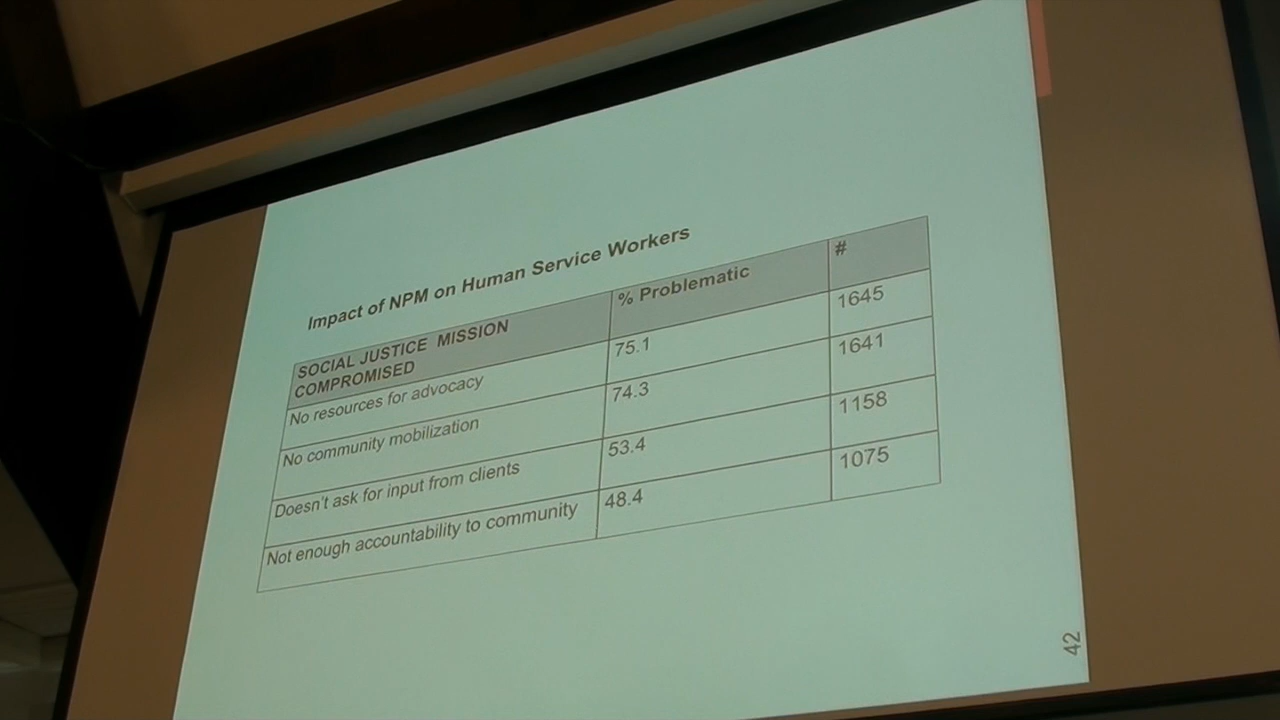 Impact of NPM on Human Service Workers
SOCIAL JUSTICE MISSION
COMPROMISED
% Problematic
#
No resources for advocacy
75.1
1645
No community mobilization
74.3
1641
Doesn't ask for input from clients
53.4
1158
Not enough accountability to community
48.4
1075
42